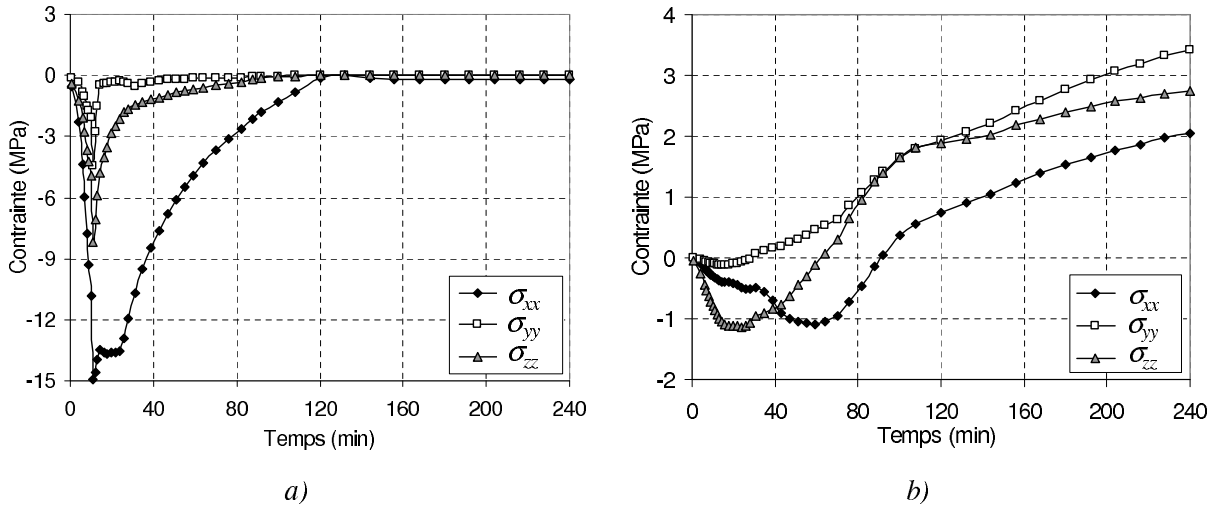 3
0
-3
-6
-9
-12
-15
Contrainte (MPa)
0 40 80 120 160 200 240
Temps (min)
σxx
σyy
σzz
a)
4
3
2
1
0
-1
-2
Contrainte (MPa)
0 40 80 120 160 200 240
Temps (min)
σxx
σyy
σzz
b)